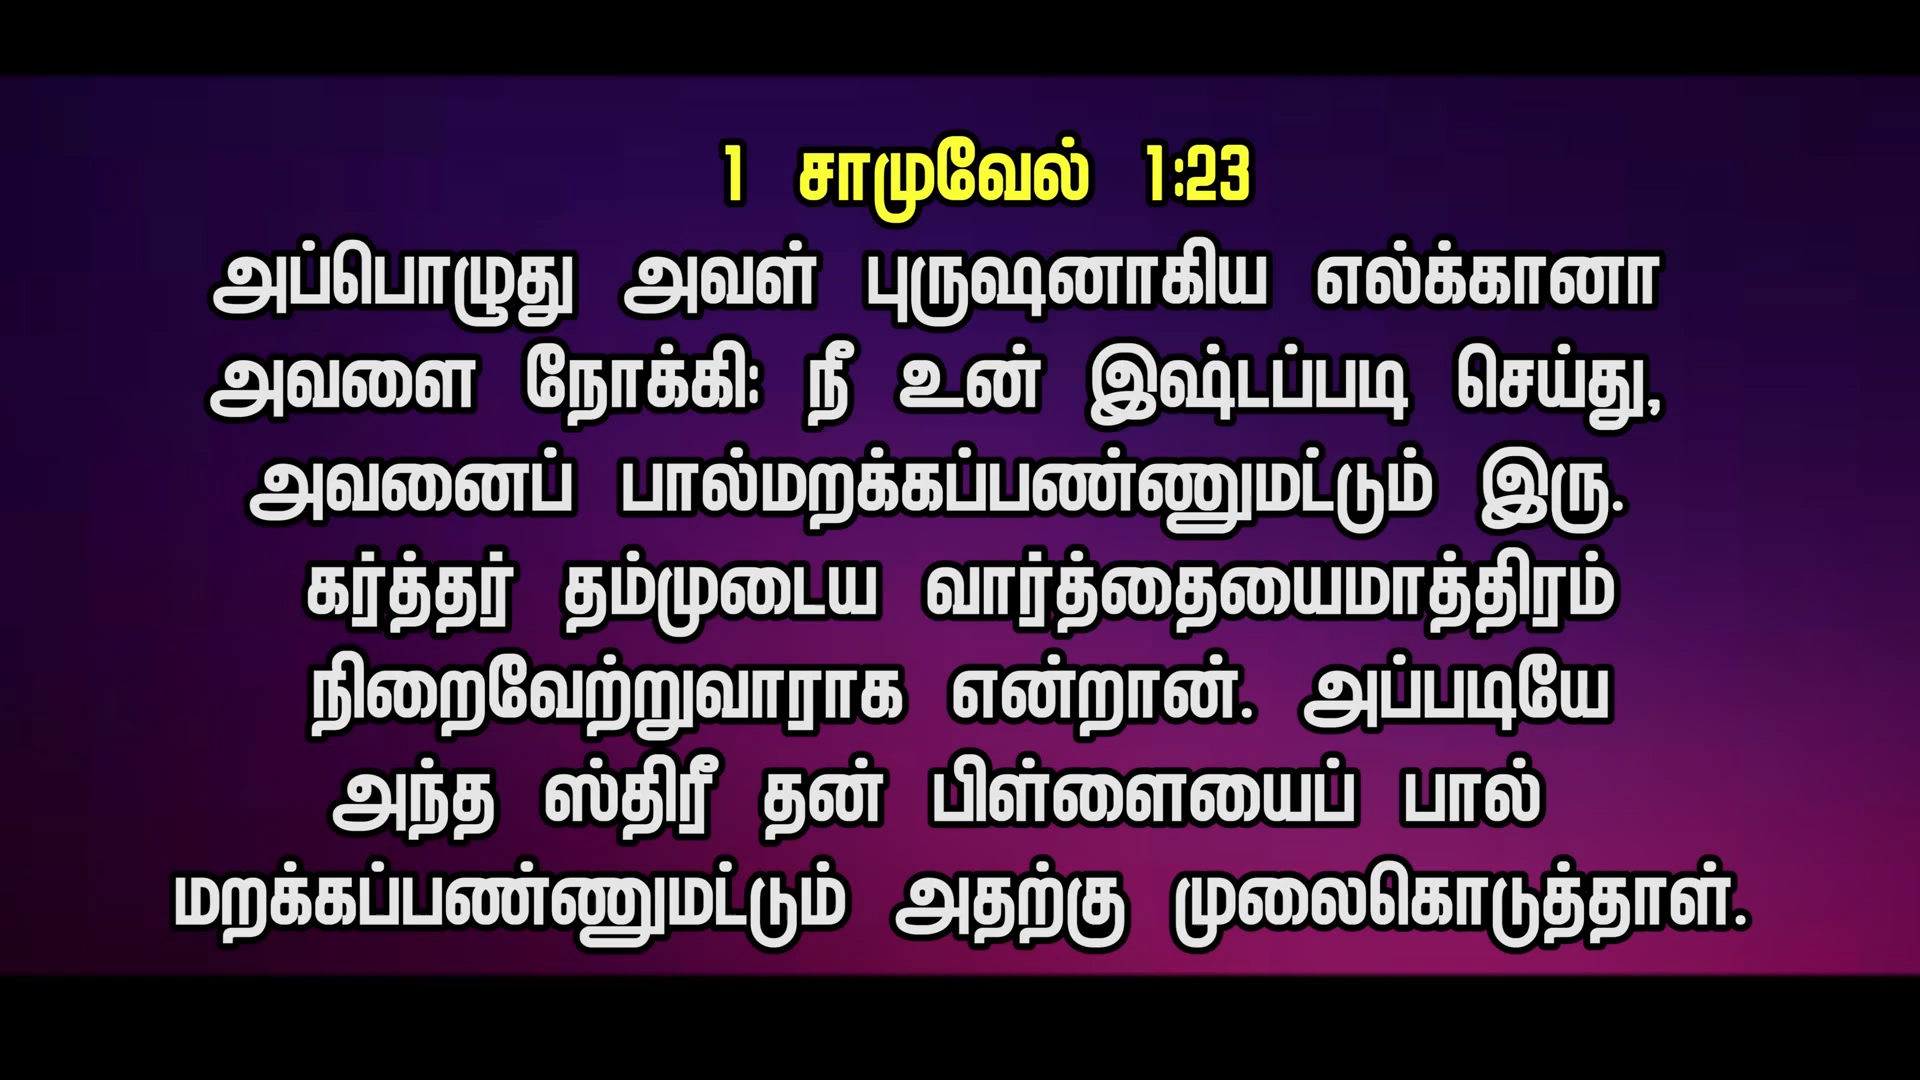 1 சாமுவேல் 1:23
அப்பொழுது அவள் புருஷனாகிய எல்க்கானா
அவளை நோக்கி: நீ உன் இஷ்டப்படி செய்து,
அவனைப் பால்மறக்கப்பண்ணுமட்டும் இரு.
கர்த்தர் தம்முடைய வார்த்தையைமாத்திரம்
நிறைவேற்றுவாராக என்றான். அப்படியே
அந்த ஸ்திரீ தன் பிள்ளையைப் பால்
மறக்கப்பண்ணுமட்டும் அதற்கு முலைகொடுத்தாள்.